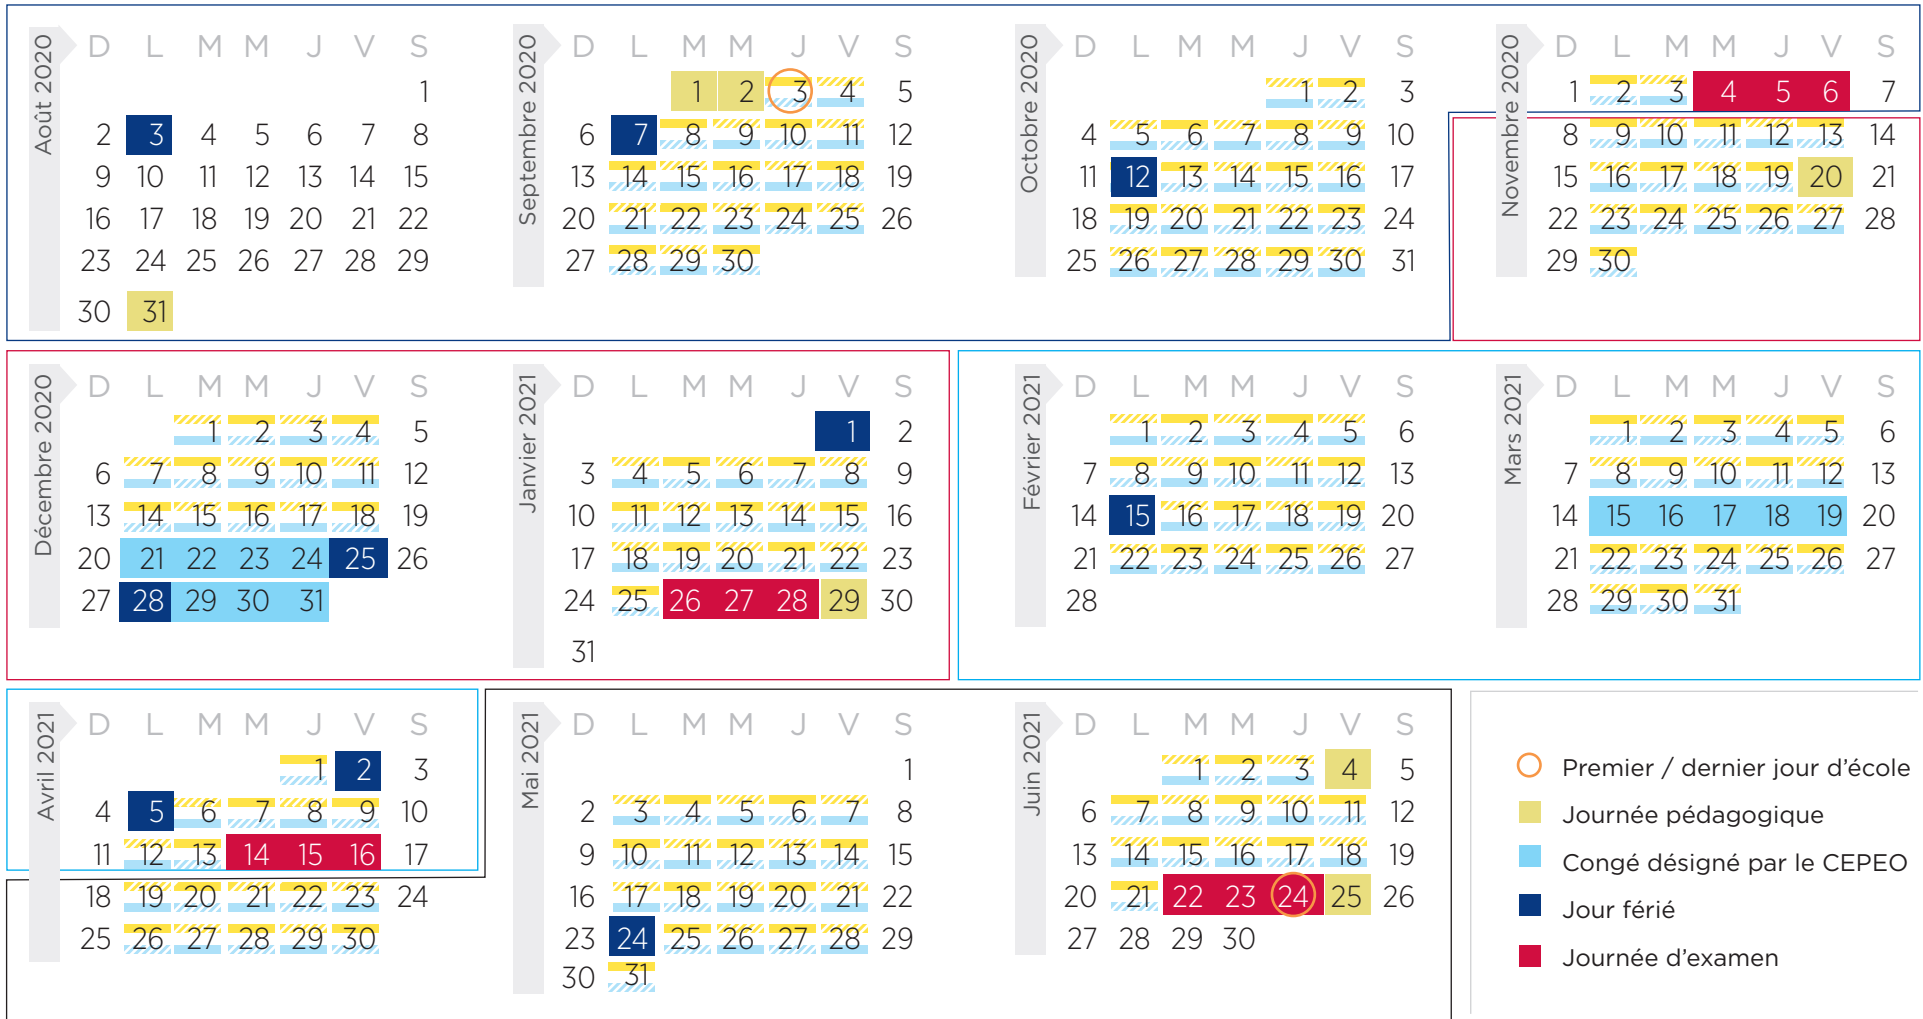 Août 2020
D L M M J V S
1
2 3 4 5 6 7 8
9 10 11 12 13 14 15
16 17 18 19 20 21 22
23 24 25 26 27 28 29
30 31
Septembre 2020
D L M M J V S
1 2 3 4 5
6 7 8 9 10 11 12
13 14 15 16 17 18 19
20 21 22 23 24 25 26
27 28 29 30
Octobre 2020
D L M M J V S
1 2 3
4 5 6 7 8 9 10
11 12 13 14 15 16 17
18 19 20 21 22 23 24
25 26 27 28 29 30 31
Novembre 2020
D L M M J V S
1 2 3 4 5 6 7
8 9 10 11 12 13 14
15 16 17 18 19 20 21
22 23 24 25 26 27 28
29 30
Décembre 2020
D L M M J V S
1 2 3 4 5
6 7 8 9 10 11 12
13 14 15 16 17 18 19
20 21 22 23 24 25 26
27 28 29 30 31
Janvier 2021
D L M M J V S
1 2
3 4 5 6 7 8 9
10 11 12 13 14 15 16
17 18 19 20 21 22 23
24 25 26 27 28 29 30
31
Février 2021
D L M M J V S
1 2 3 4 5 6
7 8 9 10 11 12 13
14 15 16 17 18 19 20
21 22 23 24 25 26 27
28
Mars 2021
D L M M J V S
1 2 3 4 5 6
7 8 9 10 11 12 13
14 15 16 17 18 19 20
21 22 23 24 25 26 27
28 29 30 31
Avril 2021
D L M M J V S
1 2 3
4 5 6 7 8 9 10
11 12 13 14 15 16 17
18 19 20 21 22 23 24
25 26 27 28 29 30
Mai 2021
D L M M J V S
1
2 3 4 5 6 7 8
9 10 11 12 13 14 15
16 17 18 19 20 21 22
23 24 25 26 27 28 29
30 31
Juin 2021
D L M M J V S
1 2 3 4 5
6 7 8 9 10 11 12
13 14 15 16 17 18 19
20 21 22 23 24 25 26
27 28 29 30
Premier / dernier jour d'école
Journée pédagogique
Congé désigné par le CEPEO
Jour férié
Journée d'examen